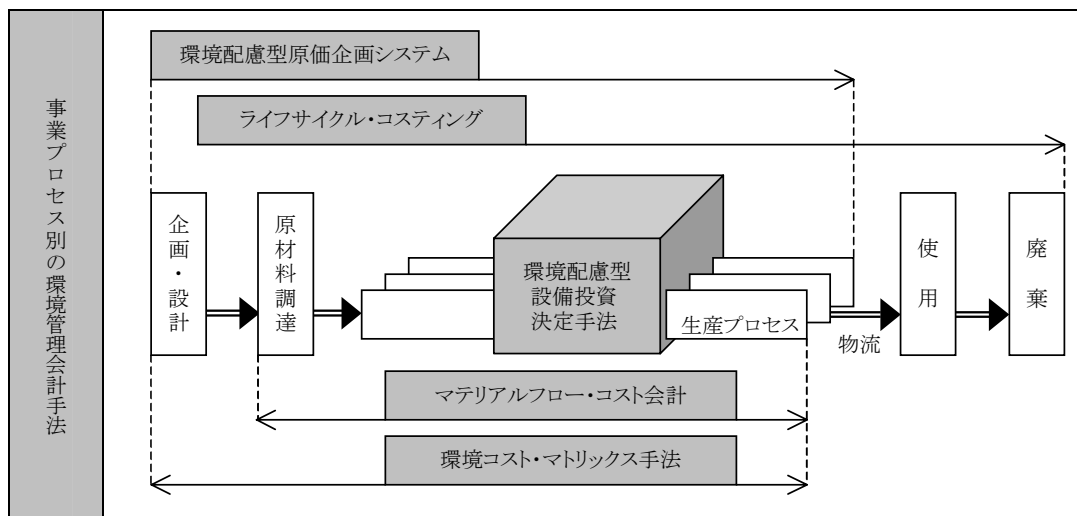 事業プロセス別の環境管理会計手法
環境配慮型原価企画システム
ライフサイクル・コスティング
企画・設計
原材料調達
環境配慮型
設備投資
決定手法
生産プロセス
物流
使用
廃棄
マテリアルフロー・コスト会計
環境コスト・マトリックス手法